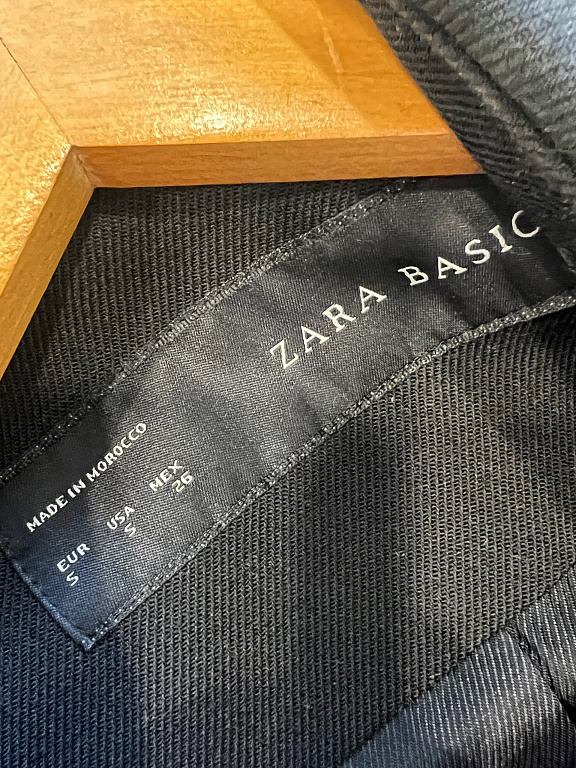 ZARA BASIC
MADE IN MOROCCO
EUR USA MEX
S S 26